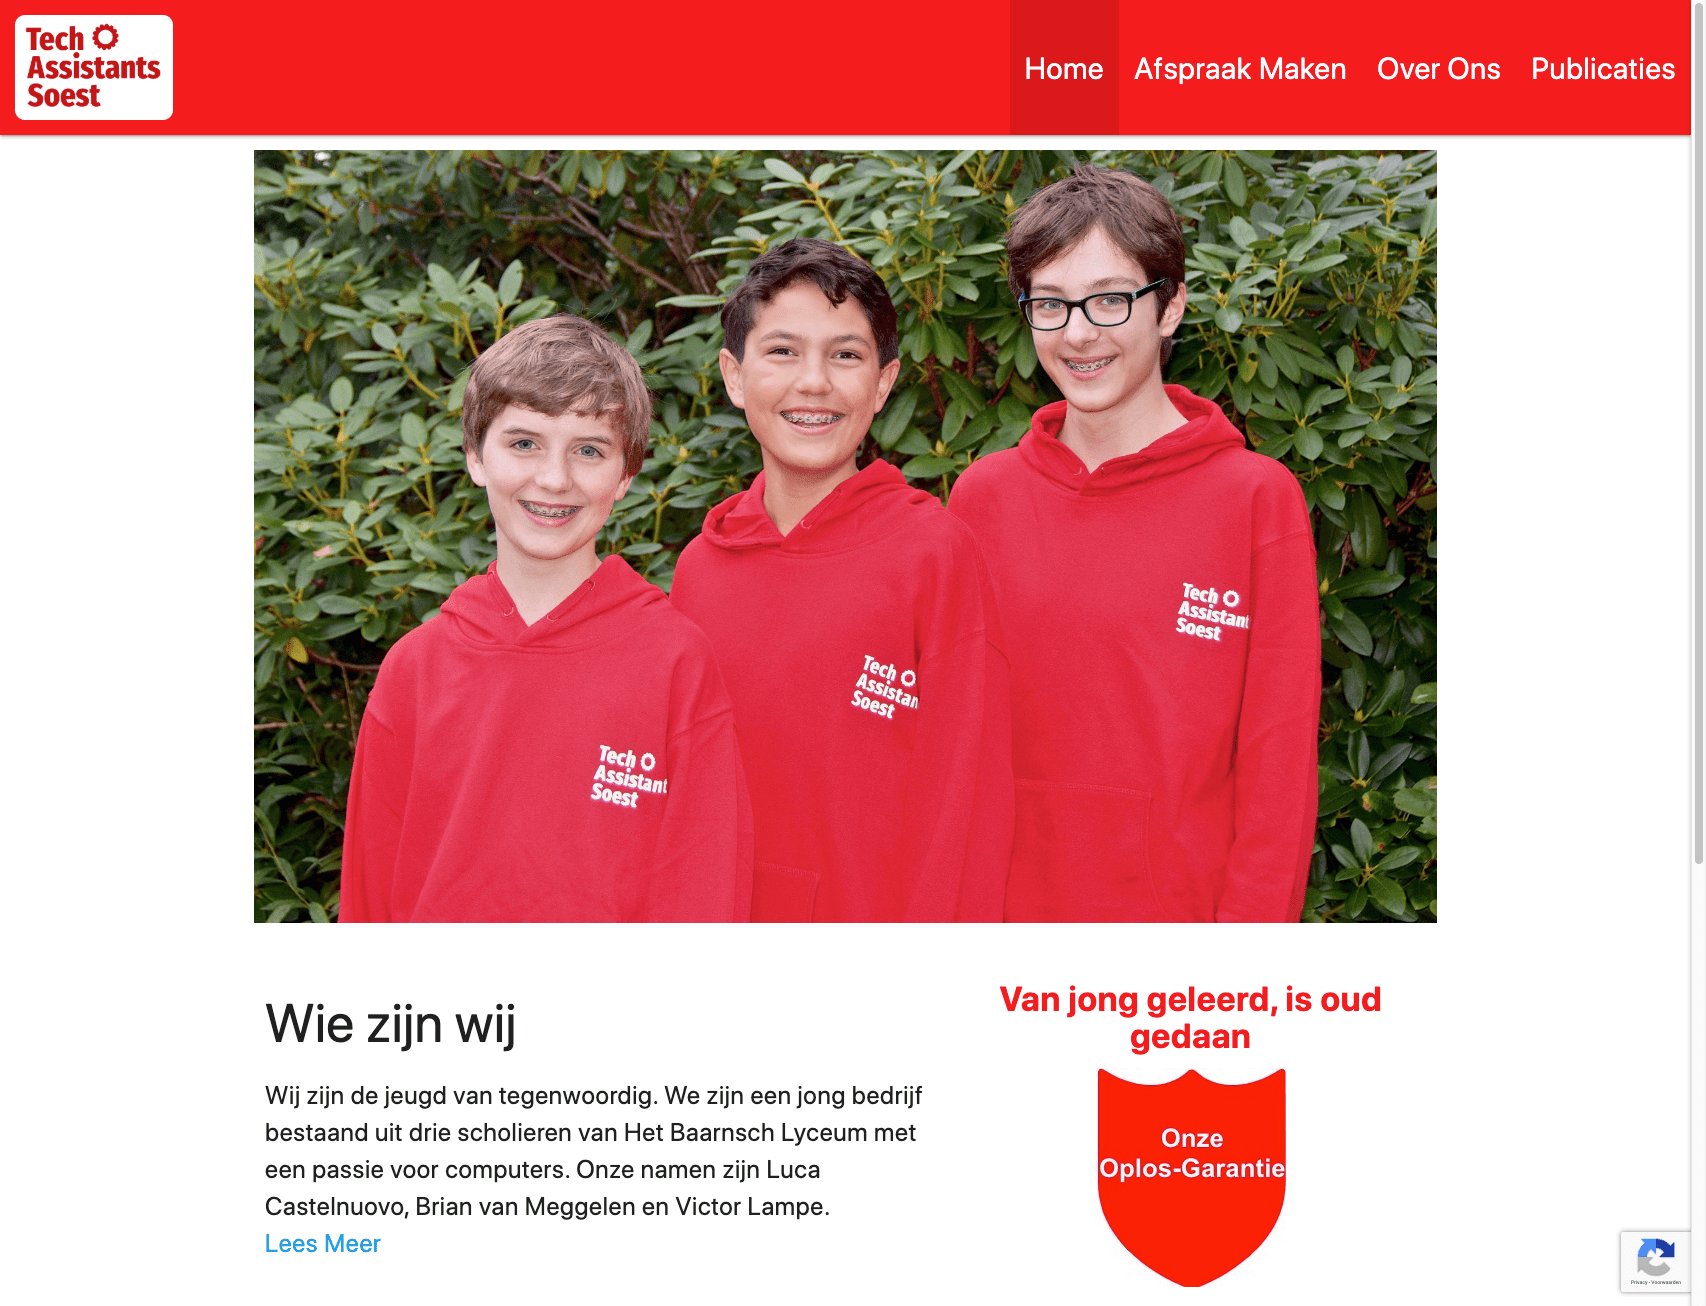 Tech
Assistants
Soest
Home
Afspraak Maken
Over Ons
Publicaties
Tech
Assistant
Soest
Tech
Assistan
Soest
Tech
Assistant
Soest
Wie zijn wij
Wij zijn de jeugd van tegenwoordig. We zijn een jong bedrijf
bestaand uit drie scholieren van Het Baarnsch Lyceum met
een passie voor computers. Onze namen zijn Luca
Castelnuovo, Brian van Meggelen en Victor Lampe.
Lees Meer
Van jong geleerd, is oud
gedaan
Onze
Oplos-Garantie
Privacy - Voorwaarden